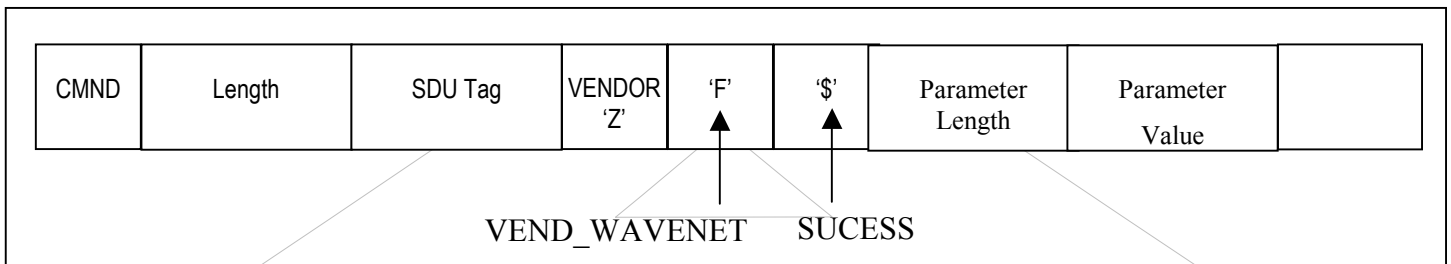 CMND Length SDU Tag VENDOR ‘F’ ‘$’ Parameter Parameter
‘Z’ Length Value
VEND_WAVENET SUCESS